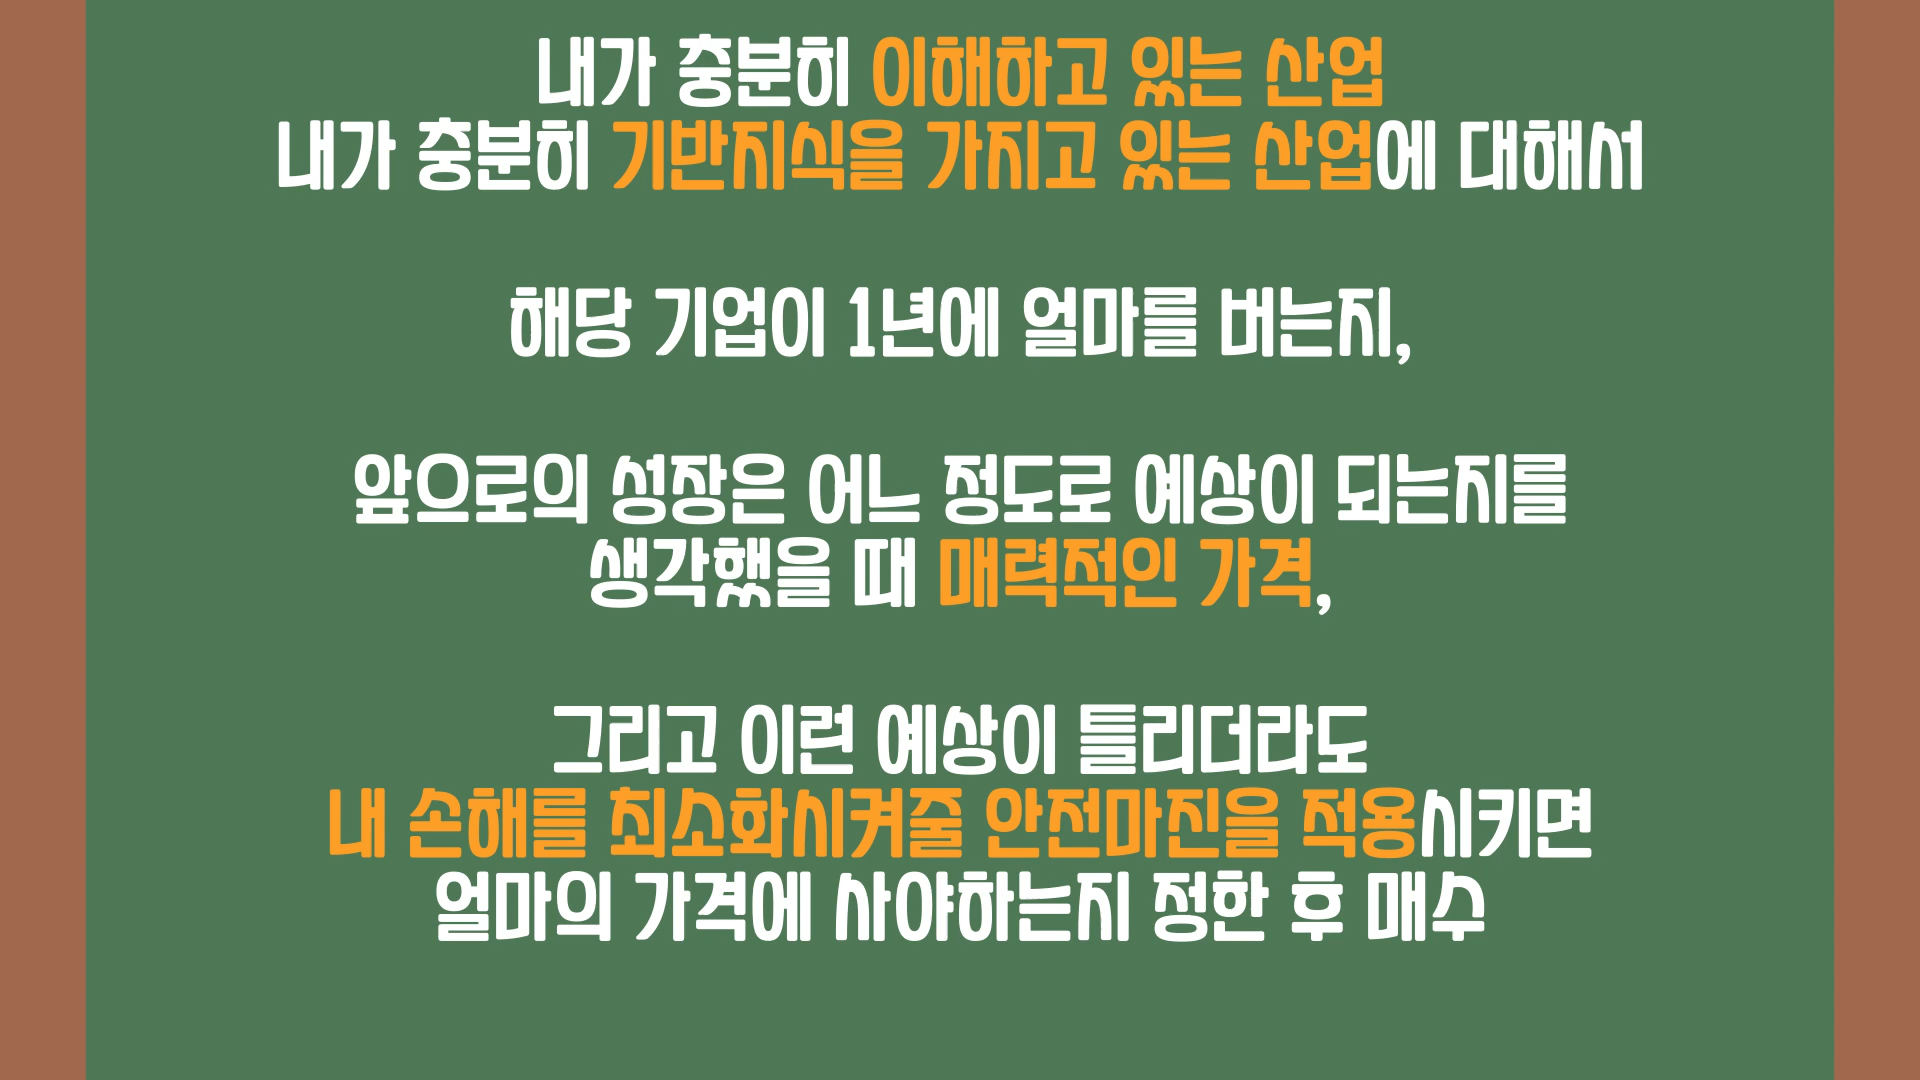 내가 충분히 이해하고 있는 산업
내가 충분히 기반지식을 가지고 있는 산업에 대해서
해당 기업이 1년에 얼마를 버는지,
앞으로의 성장은 어느 정도로 예상이 되는지를
생각했을 때 매력적인 가격,
그리고 이런 예상이 틀리더라도
내 손해를 최소화시켜줄 안전마진을 적용시키면
얼마의 가격에 사야하는지 정한 후 매수